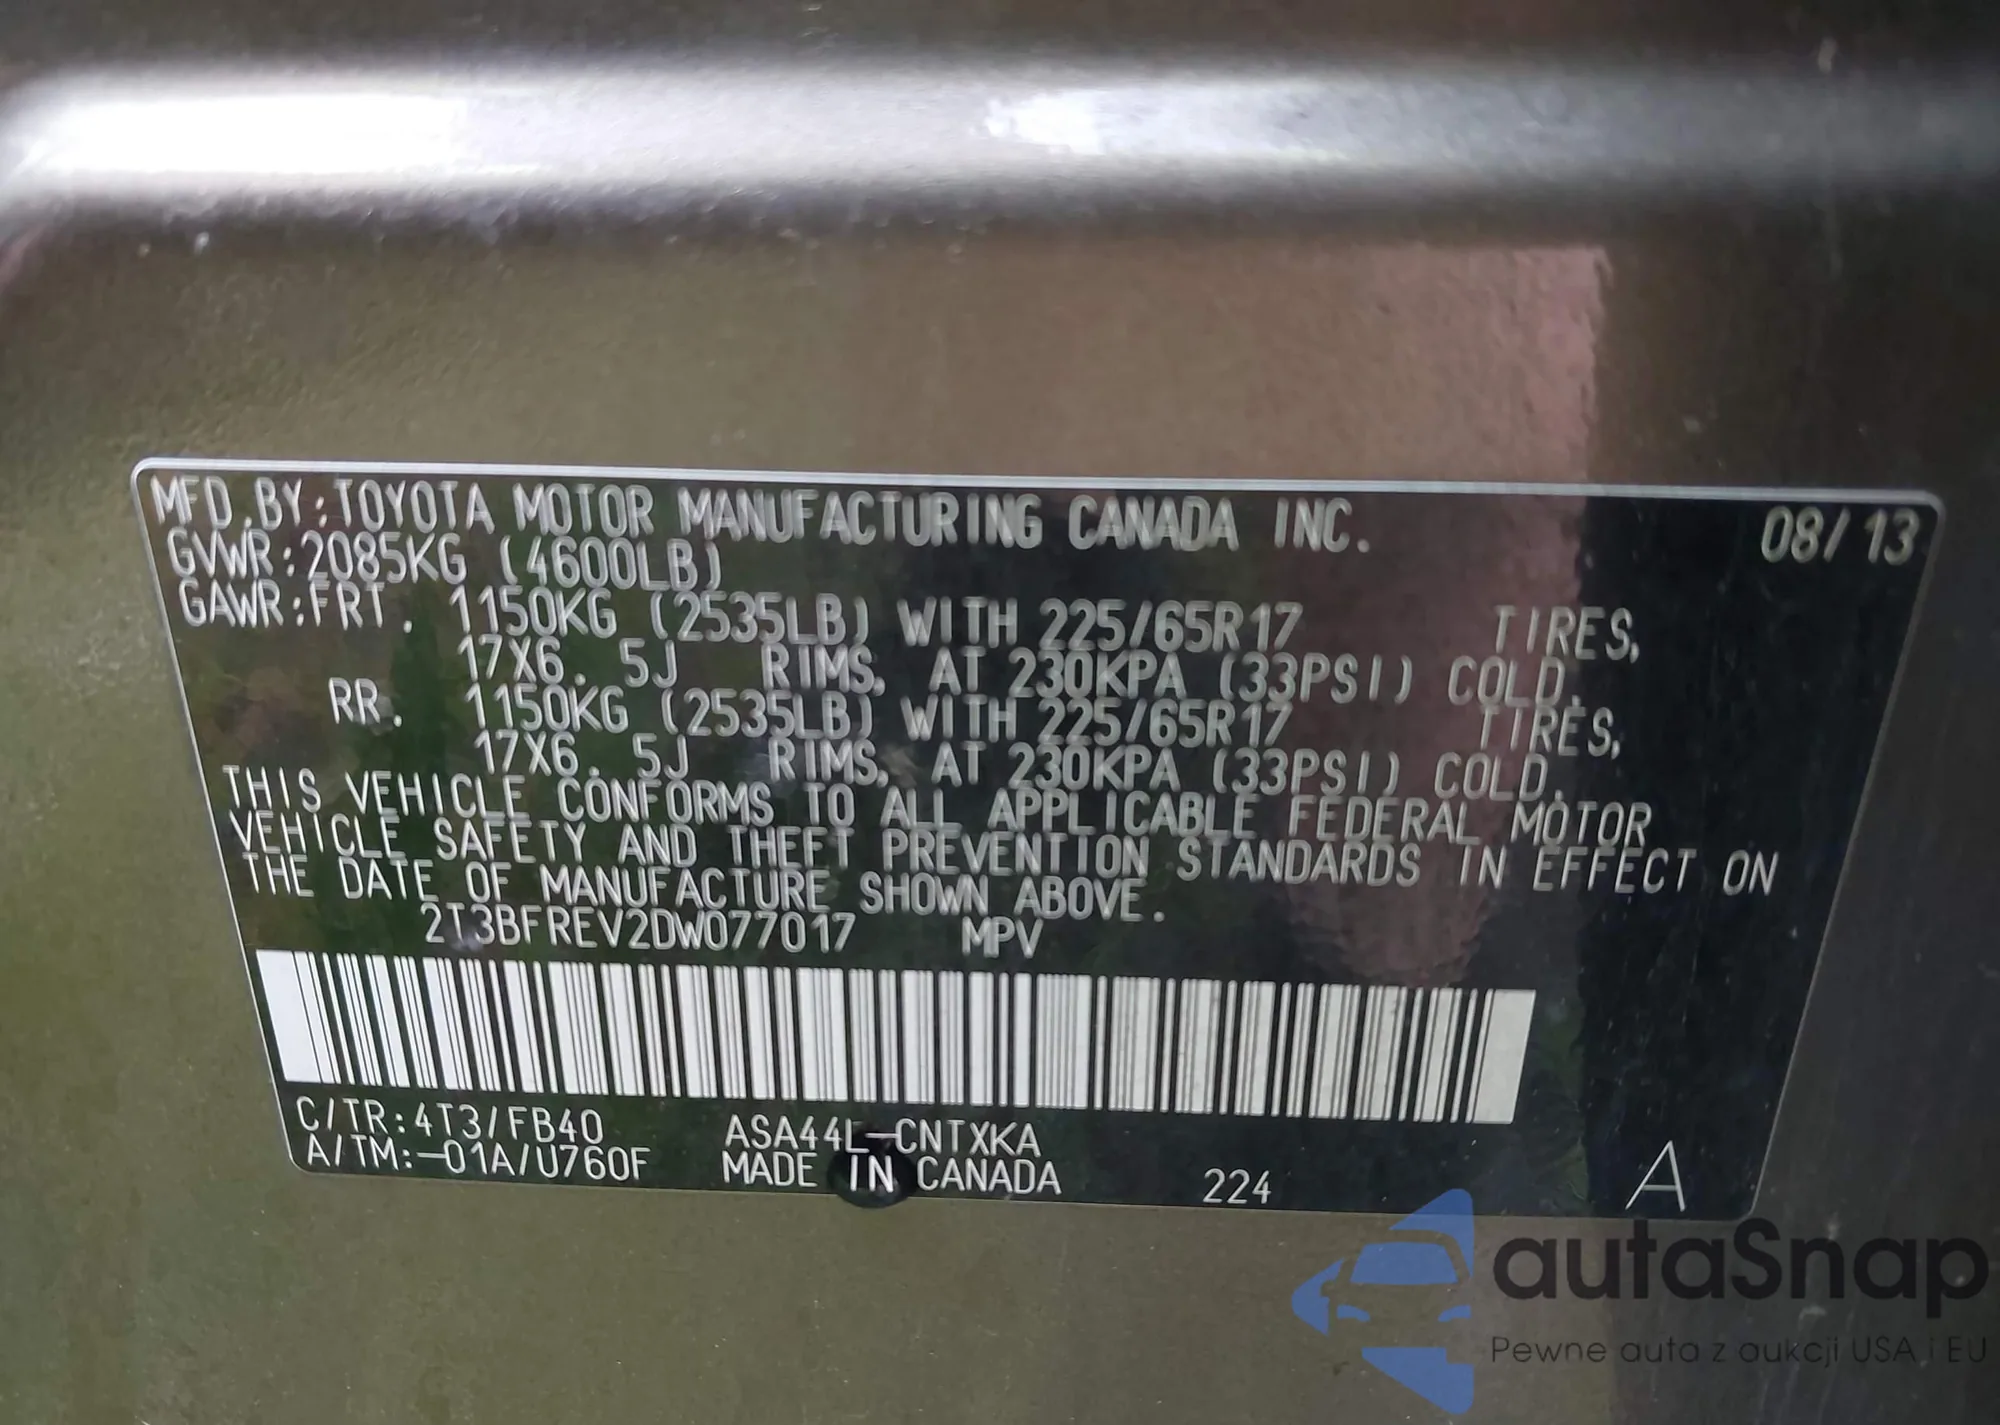 MFD.BY:TOYOTA MOTOR MANUFACTURING CANADA INC. 08/13
GVWR:2085KG (4600LB)
GAWR:FRT. 1150KG (2535LB) WITH 225/65R17 TIRES,
17X6.5J RIMS, AT 230KPA (33PSI) COLD.
RR. 1150KG (2535LB) WITH 225/65R17 TIRES,
17X6.5J RIMS, AT 230KPA (33PSI) COLD.
THIS VEHICLE CONFORMS TO ALL APPLICABLE FEDERAL MOTOR
VEHICLE SAFETY AND THEFT PREVENTION STANDARDS IN EFFECT ON
THE DATE OF MANUFACTURE SHOWN ABOVE.
2T3BFREV2DW077017 MPV
C/TR:4T3/FB40 ASA44L-CNTXKA
A/TM:-01A/U760F MADE IN CANADA 224 A
autaSnap
Pewne auta z aukcji USA i EU